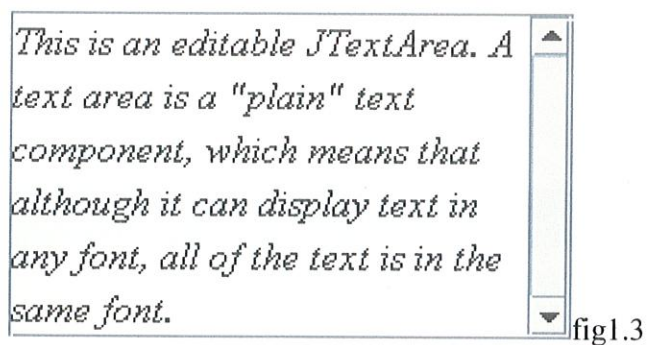 This is an editable JTextArea. A
text area is a "plain" text
component, which means that
although it can display text in
any font, all of the text is in the
same font.
fig1.3